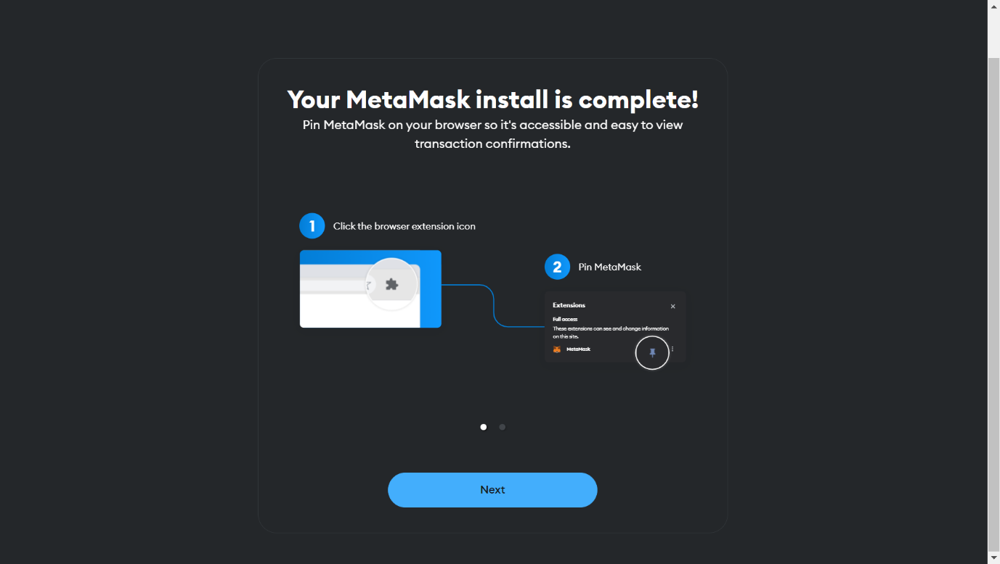 Your MetaMask install is complete!
Pin MetaMask on your browser so it's accessible and easy to view
transaction confirmations.
1 Click the browser extension icon
2 Pin MetaMask
Extensions
Full access
These extensions can see and change information
on this site.
MetaMask
Next